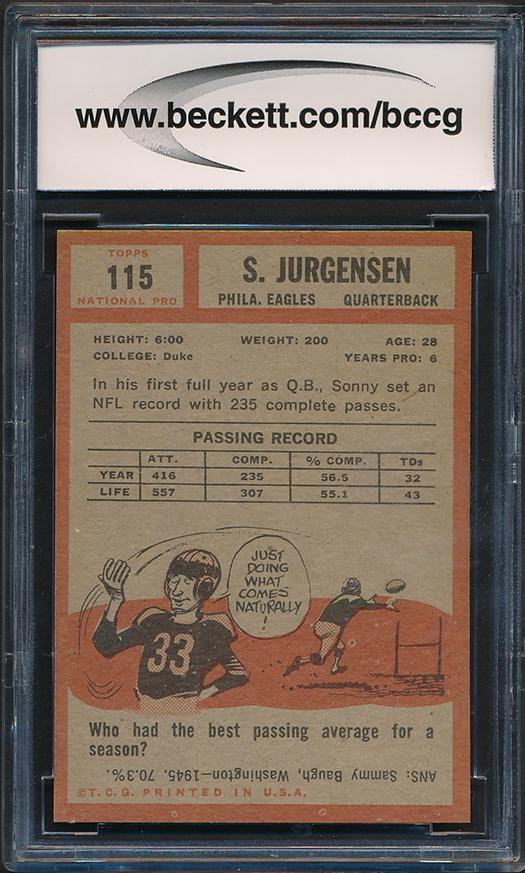 www.beckett.com/bccg
TOPPS
115
NATIONAL PRO
S. JURGENSEN
PHILA. EAGLES QUARTERBACK
HEIGHT: 6:00 WEIGHT: 200 AGE: 28
COLLEGE: Duke YEARS PRO: 6
In his first full year as Q.B., Sonny set an
NFL record with 235 complete passes.
PASSING RECORD
ATT. COMP. % COMP. TDs
YEAR 416 235 56.5 32
LIFE 557 307 55.1 43
JUST
DOING
WHAT
COMES
NATURALLY
!
33
Who had the best passing average for a
season?
ANS: Sammy Baugh, Washington—1945. 70.3%.
©T.C.G. PRINTED IN U.S.A.